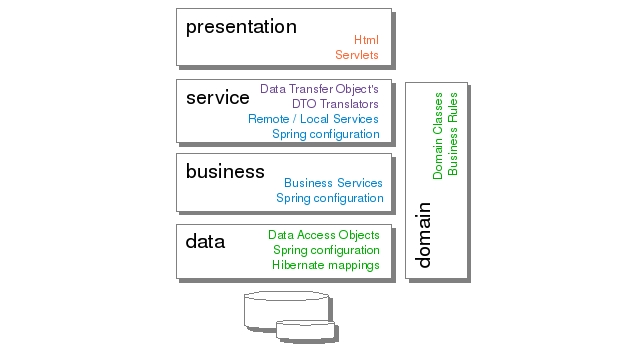 presentation
Html
Servlets
service
Data Transfer Object's
DTO Translators
Remote / Local Services
Spring configuration
business
Business Services
Spring configuration
data
Data Access Objects
Spring configuration
Hibernate mappings
domain
Domain Classes
Business Rules